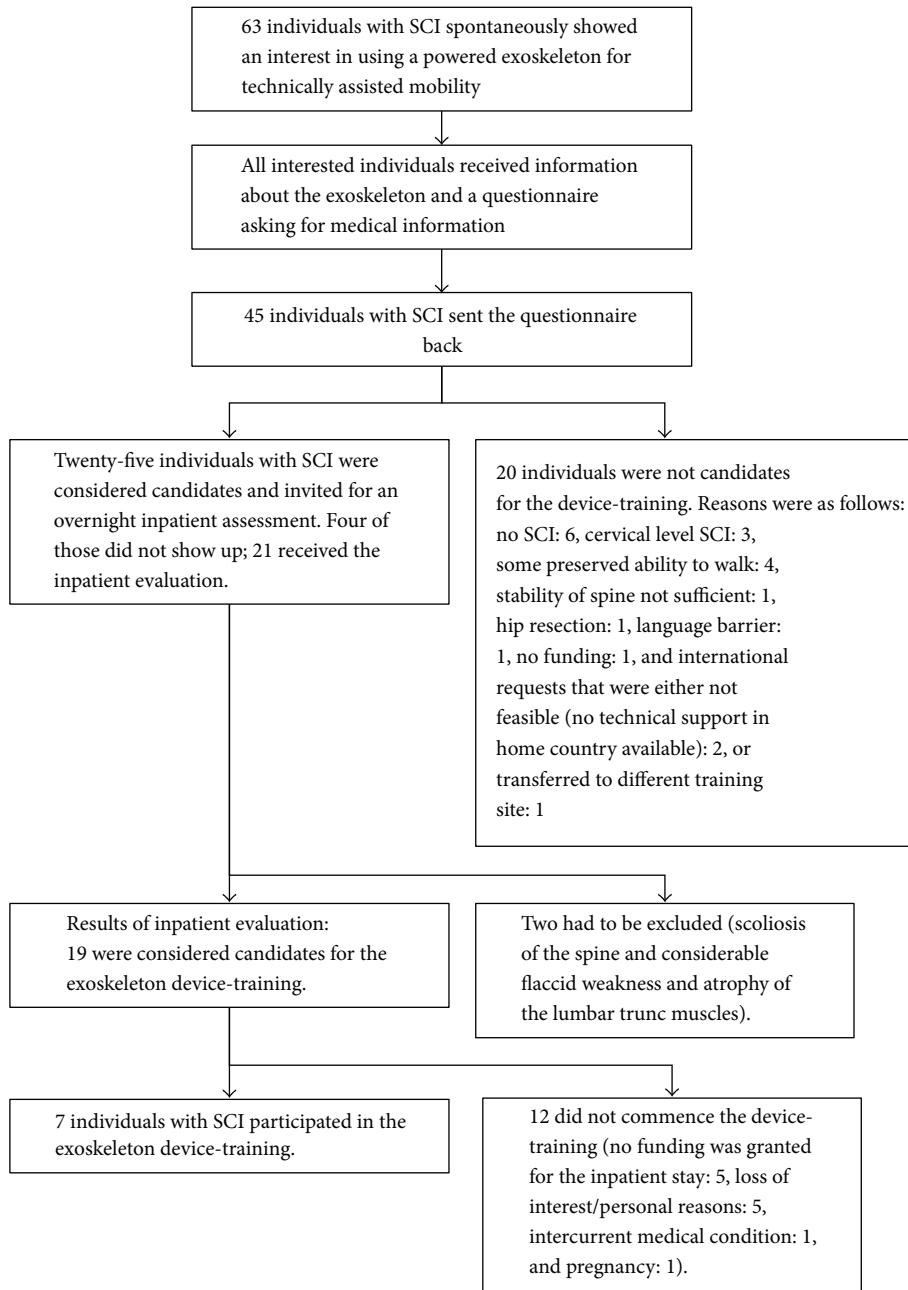 63 individuals with SCI spontaneously showed
an interest in using a powered exoskeleton for
technically assisted mobility
All interested individuals received information
about the exoskeleton and a questionnaire
asking for medical information
45 individuals with SCI sent the questionnaire
back
Twenty-five individuals with SCI were
considered candidates and invited for an
overnight inpatient assessment. Four of
those did not show up; 21 received the
inpatient evaluation.
20 individuals were not candidates
for the device-training. Reasons were as follows:
no SCI: 6, cervical level SCI: 3,
some preserved ability to walk: 4,
stability of spine not sufficient: 1,
hip resection: 1, language barrier:
1, no funding: 1, and international
requests that were either not
feasible (no technical support in
home country available): 2, or
transferred to different training
site: 1
Results of inpatient evaluation:
19 were considered candidates for the
exoskeleton device-training.
Two had to be excluded (scoliosis
of the spine and considerable
flaccid weakness and atrophy of
the lumbar trunc muscles).
7 individuals with SCI participated in the
exoskeleton device-training.
12 did not commence the device-
training (no funding was granted
for the inpatient stay: 5, loss of
interest/personal reasons: 5,
intercurrent medical condition: 1,
and pregnancy: 1).